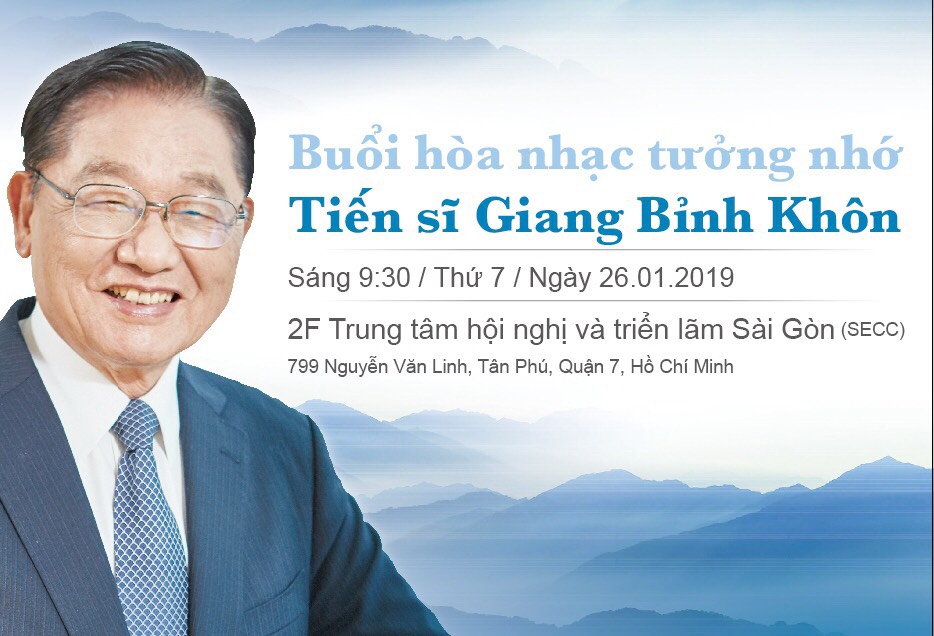 Buổi hòa nhạc tưởng nhớ
Tiến sĩ Giang Bỉnh Khôn
Sáng 9:30 / Thứ 7 / Ngày 26.01.2019
2F Trung tâm hội nghị và triển lãm Sài Gòn (SECC)
799 Nguyễn Văn Linh, Tân Phú, Quận 7, Hồ Chí Minh